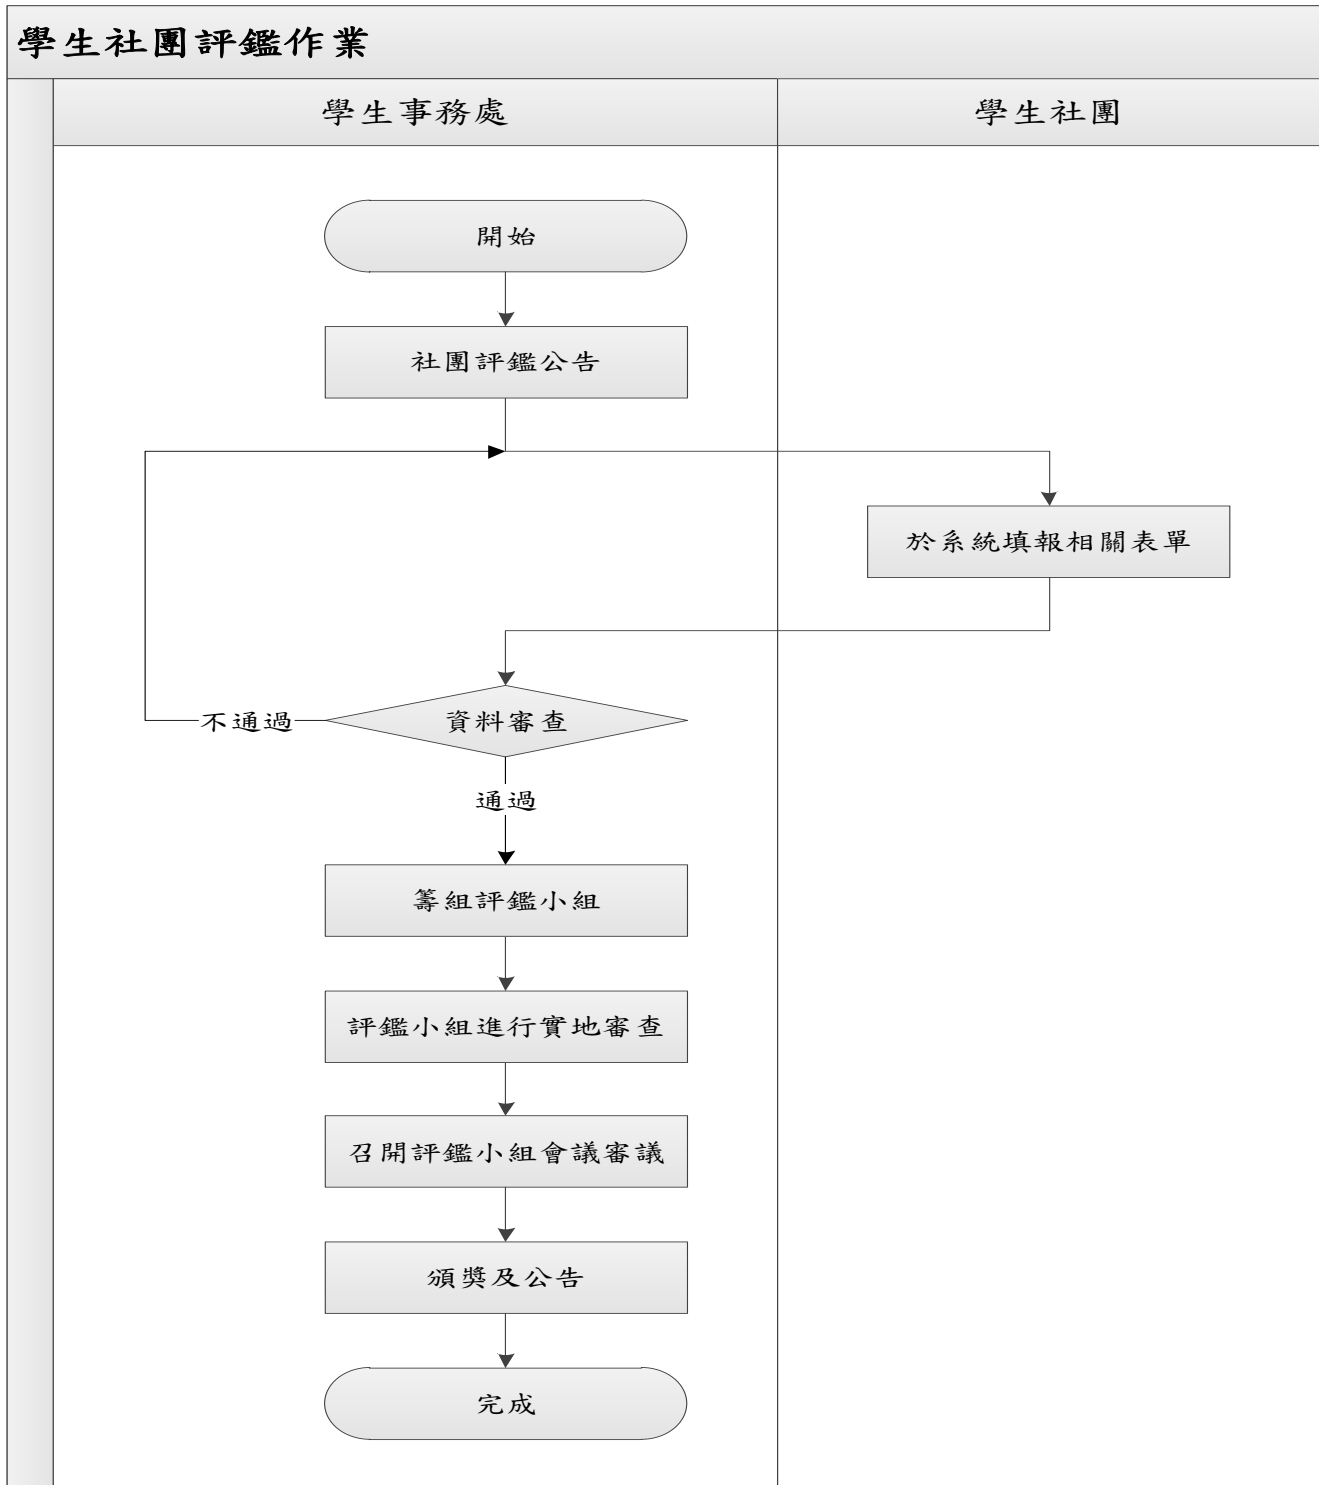 學生社團評鑑作業
學生事務處
學生社團
開始
社團評鑑公告
於系統填報相關表單
資料審查
不通過
通過
籌組評鑑小組
評鑑小組進行實地審查
召開評鑑小組會議審議
頒獎及公告
完成